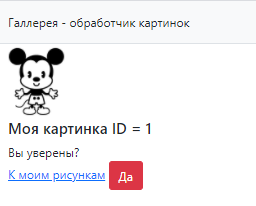 Галлерея - обработчик картинок
Моя картинка ID = 1
Вы уверены?
К моим рисункам Да